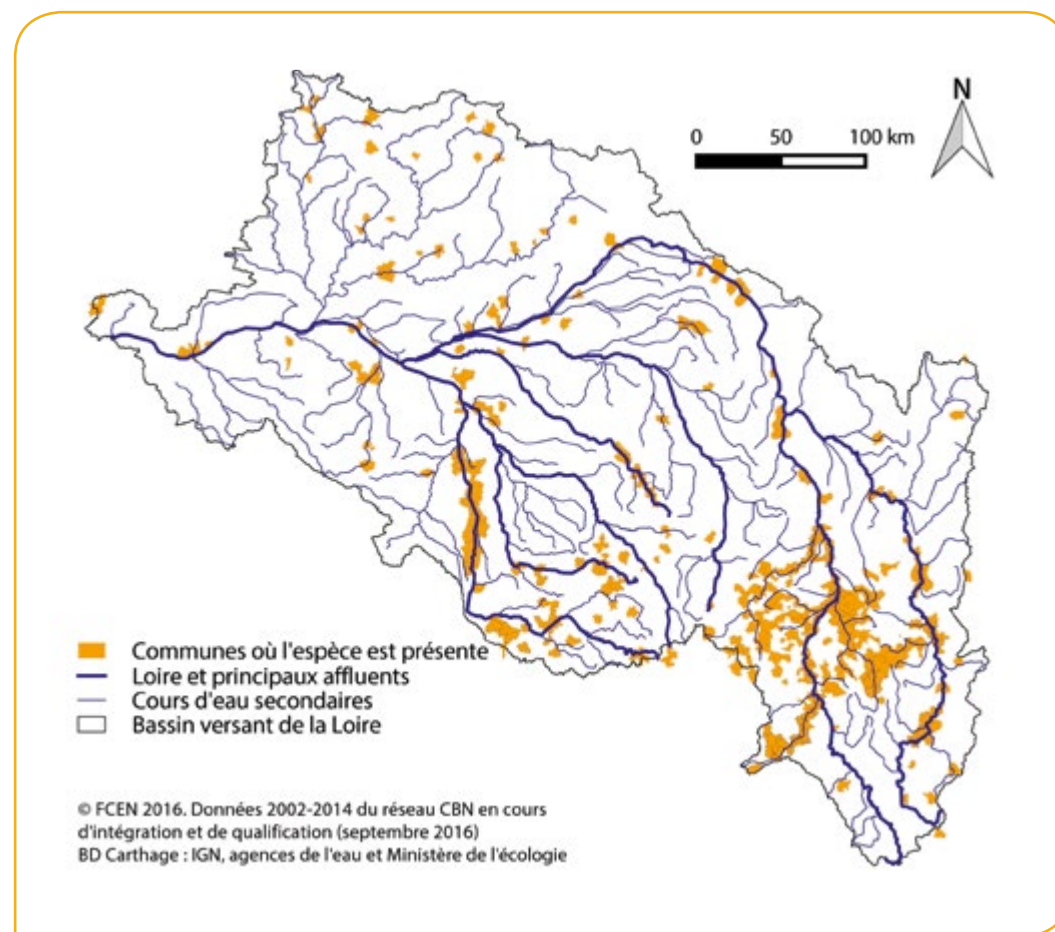 N
0 50 100 km
Communes où l'espèce est présente
Loire et principaux affluents
Cours d'eau secondaires
Bassin versant de la Loire
© FCEN 2016. Données 2002-2014 du réseau CBN en cours
d'intégration et de qualification (septembre 2016)
BD Carthage : IGN, agences de l'eau et Ministère de l'écologie